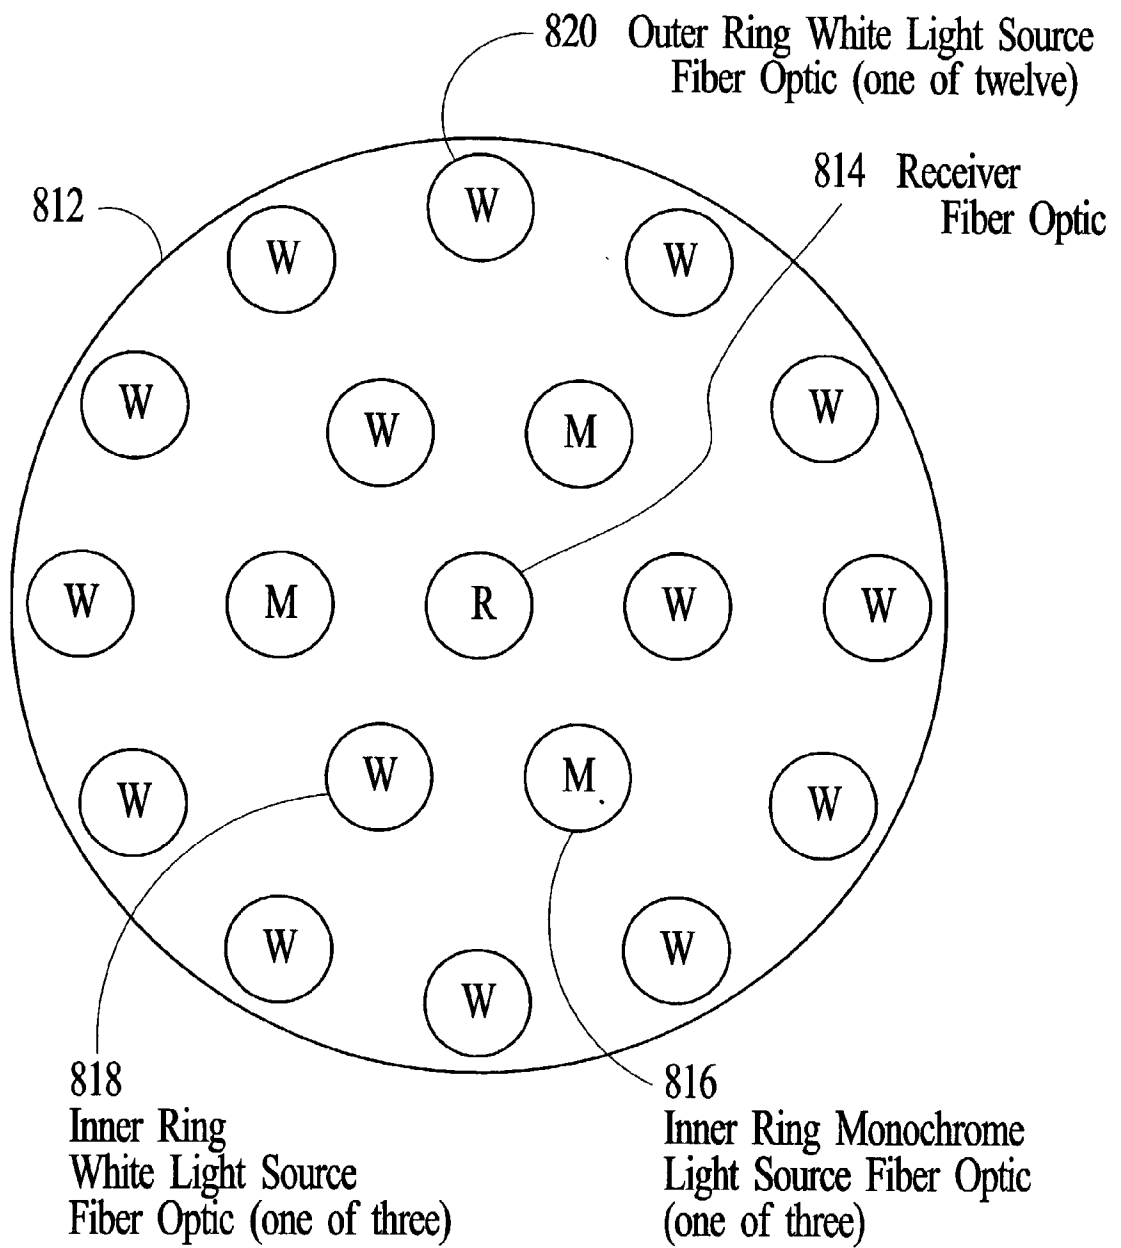 820 Outer Ring White Light Source
Fiber Optic (one of twelve)
814 Receiver
Fiber Optic
812
W
W
W
W
W
W
M
W
M
R
W
W
W
W
M
W
W
W
W
818
Inner Ring
White Light Source
Fiber Optic (one of three)
816
Inner Ring Monochrome
Light Source Fiber Optic
(one of three)